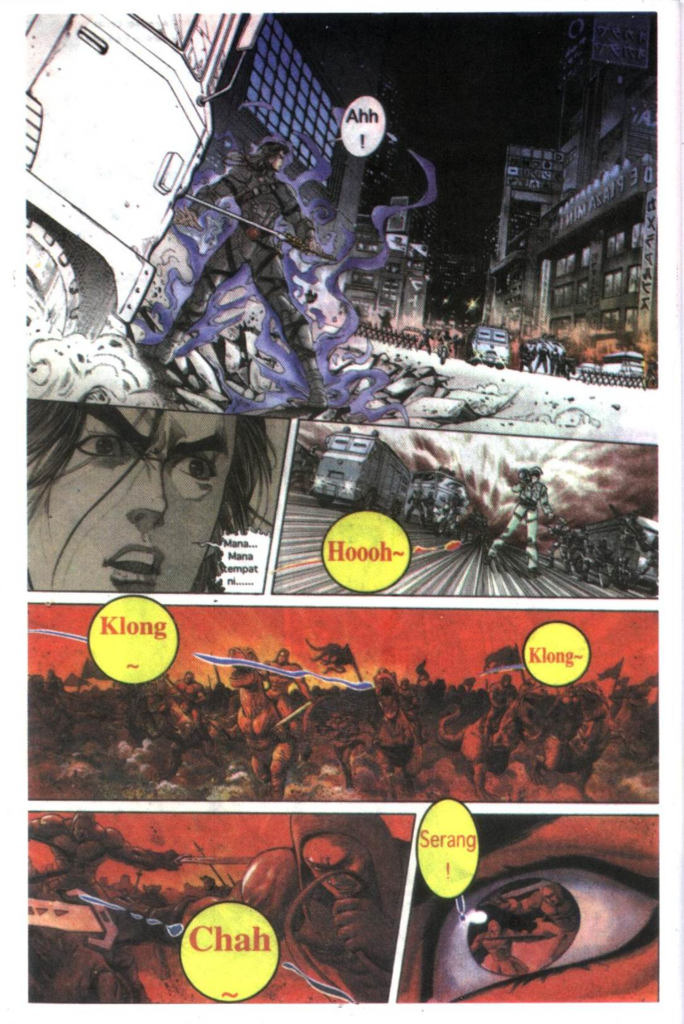 Ahh
!
Mana...
Mana
tempat
ni......
Hoooh~
Klong
~
Klong~
Serang
!
Chah
~